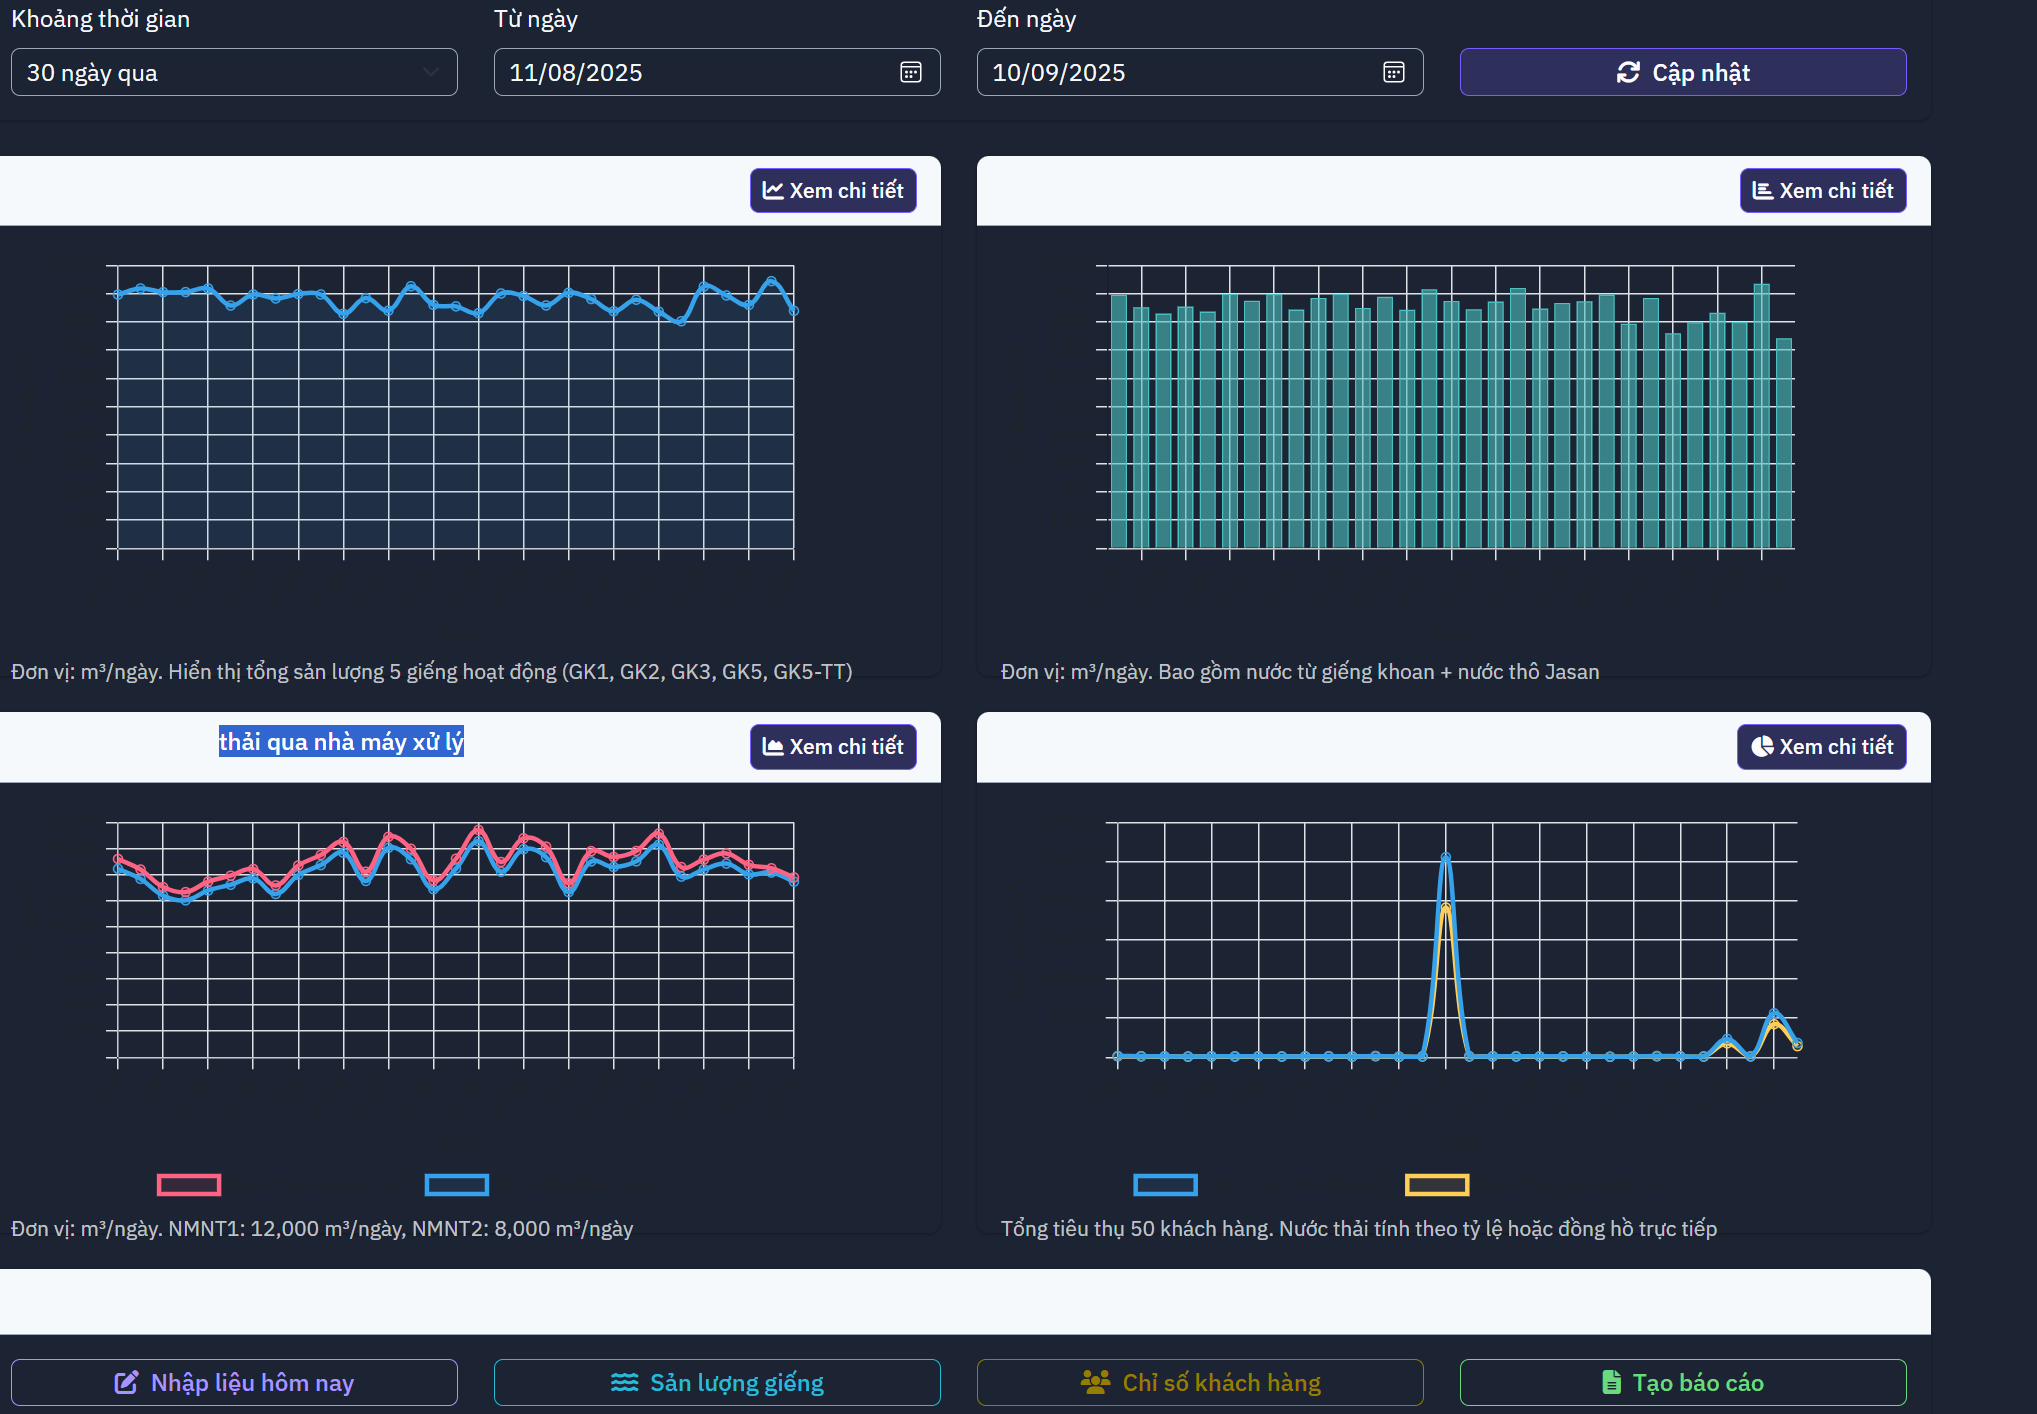 Khoảng thời gian
Từ ngày
Đến ngày
30 ngày qua
11/08/2025
10/09/2025
Cập nhật
Xem chi tiết
Xem chi tiết
Đơn vị: m³/ngày. Hiển thị tổng sản lượng 5 giếng hoạt động (GK1, GK2, GK3, GK5, GK5-TT)
Đơn vị: m³/ngày. Bao gồm nước từ giếng khoan + nước thô Jasan
thải qua nhà máy xử lý
Xem chi tiết
Xem chi tiết
Đơn vị: m³/ngày. NMNT1: 12,000 m³/ngày, NMNT2: 8,000 m³/ngày
Tổng tiêu thụ 50 khách hàng. Nước thải tính theo tỷ lệ hoặc đồng hồ trực tiếp
Nhập liệu hôm nay
Sản lượng giếng
Chỉ số khách hàng
Tạo báo cáo